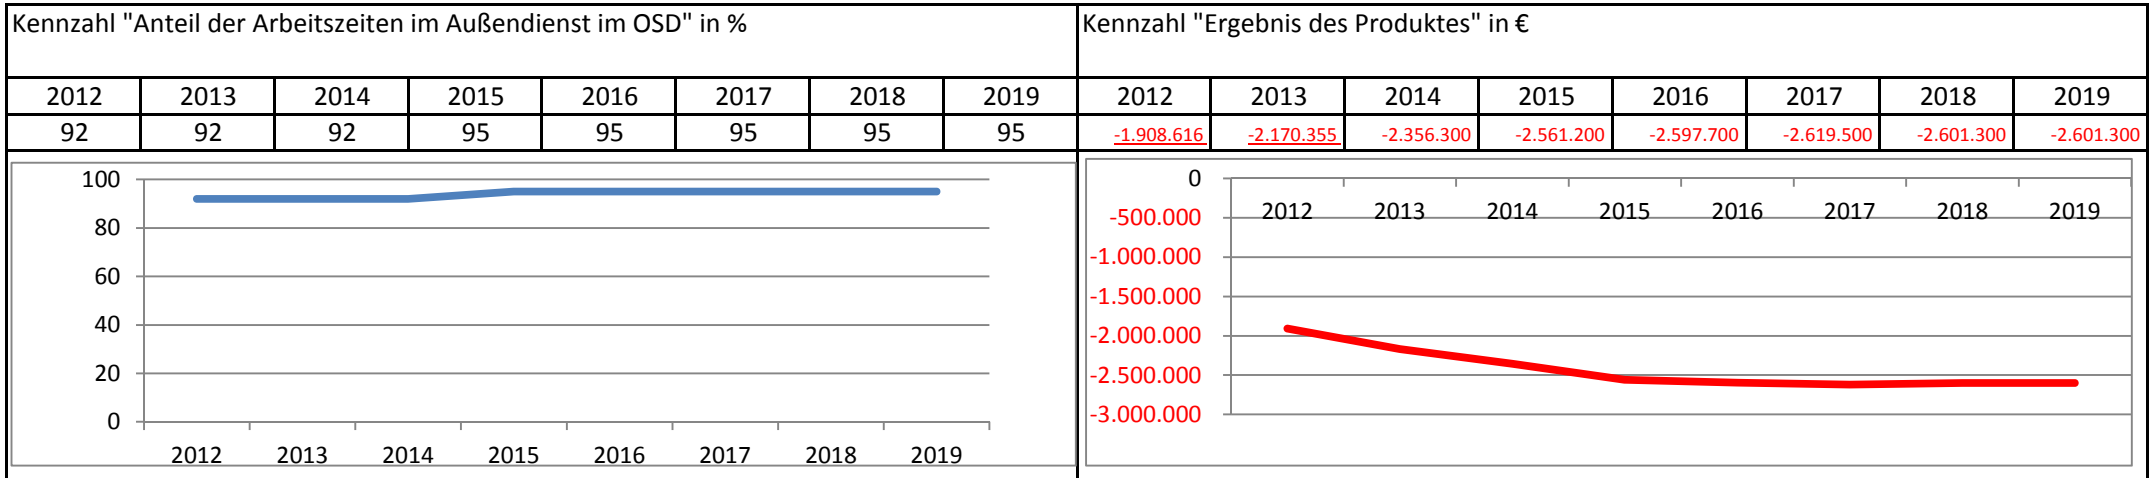 Kennzahl "Anteil der Arbeitszeiten im Außendienst im OSD" in %
2012 2013 2014 2015 2016 2017 2018 2019
92 92 92 95 95 95 95 95
100
80
60
40
20
0
2012 2013 2014 2015 2016 2017 2018 2019
Kennzahl "Ergebnis des Produktes" in €
2012 2013 2014 2015 2016 2017 2018 2019
-1.908.616 -2.170.355 -2.356.300 -2.561.200 -2.597.700 -2.619.500 -2.601.300 -2.601.300
0
2012 2013 2014 2015 2016 2017 2018 2019
-500.000
-1.000.000
-1.500.000
-2.000.000
-2.500.000
-3.000.000